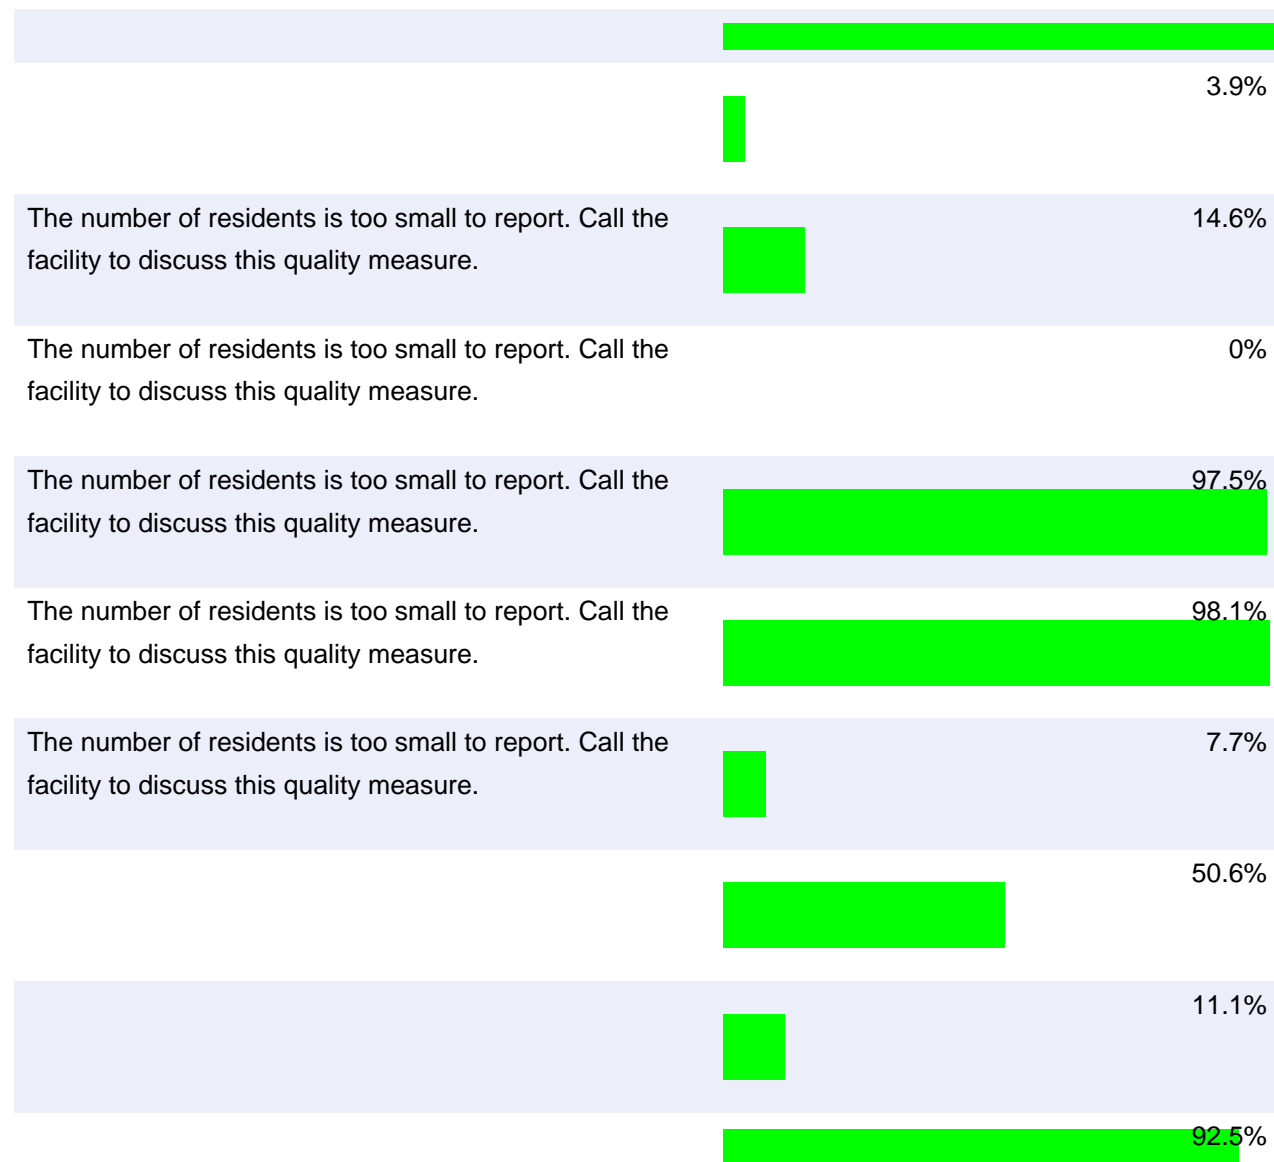 3.9%
The number of residents is too small to report. Call the
facility to discuss this quality measure.
14.6%
The number of residents is too small to report. Call the
facility to discuss this quality measure.
0%
The number of residents is too small to report. Call the
facility to discuss this quality measure.
97.5%
The number of residents is too small to report. Call the
facility to discuss this quality measure.
98.1%
The number of residents is too small to report. Call the
facility to discuss this quality measure.
7.7%
50.6%
11.1%
92.5%